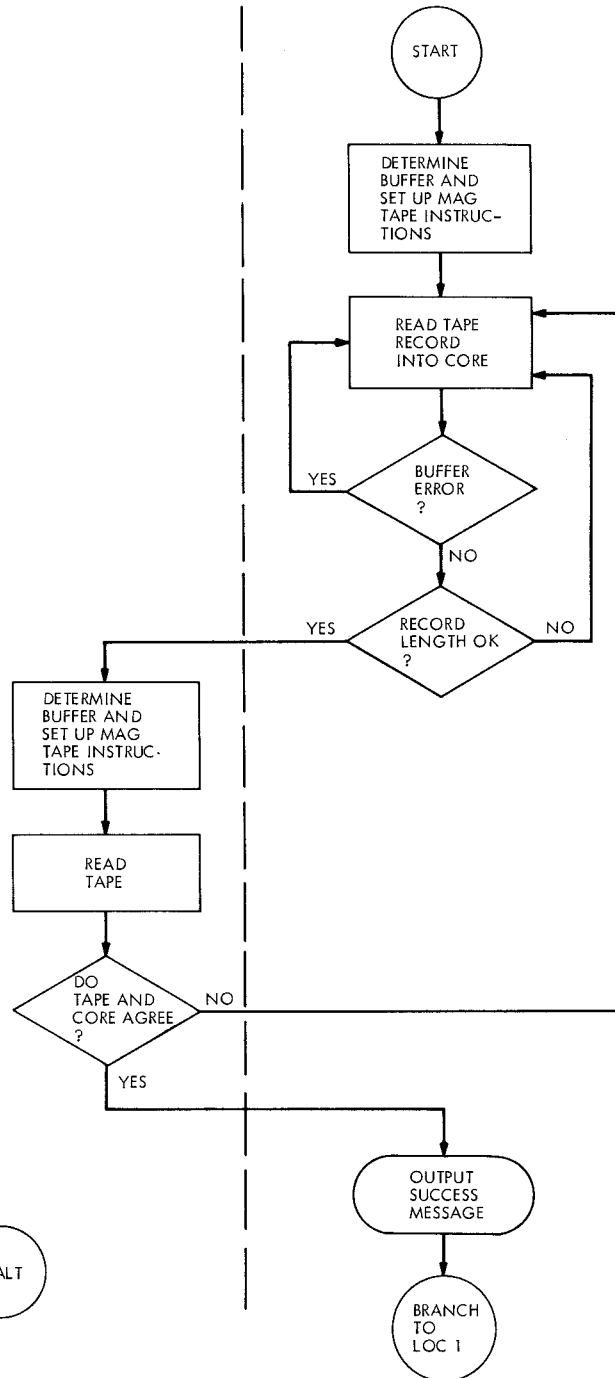 START
DETERMINE
BUFFER AND
SET UP MAG
TAPE INSTRUC-
TIONS
READ TAPE
RECORD
INTO CORE
YES
BUFFER
ERROR
?
NO
YES
RECORD
LENGTH OK
?
NO
DETERMINE
BUFFER AND
SET UP MAG
TAPE INSTRUC-
TIONS
READ
TAPE
DO
TAPE AND
CORE AGREE
?
NO
YES
OUTPUT
SUCCESS
MESSAGE
ALT
BRANCH
TO
LOC 1